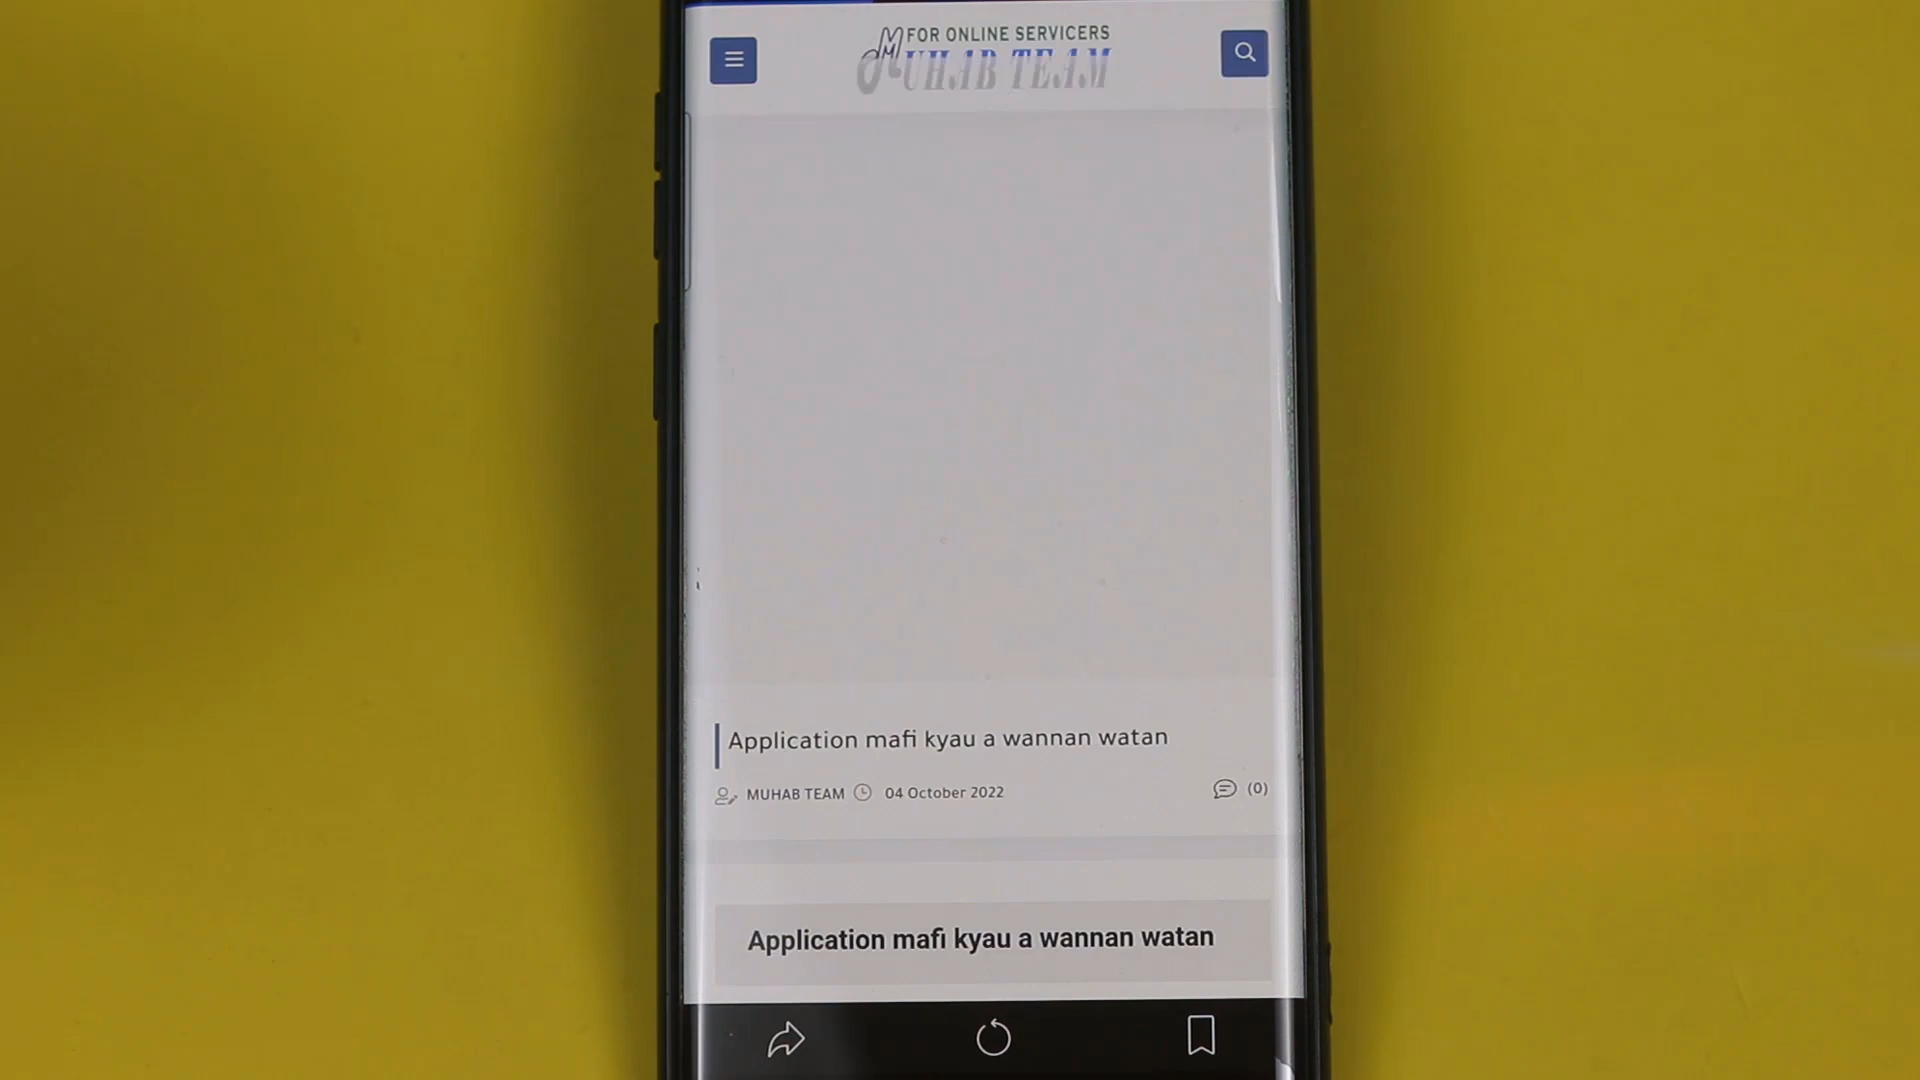 FOR ONLINE SERVICERS
MUHAB TEAM
Application mafi kyau a wannan watan
MUHAB TEAM 04 October 2022 (0)
Application mafi kyau a wannan watan